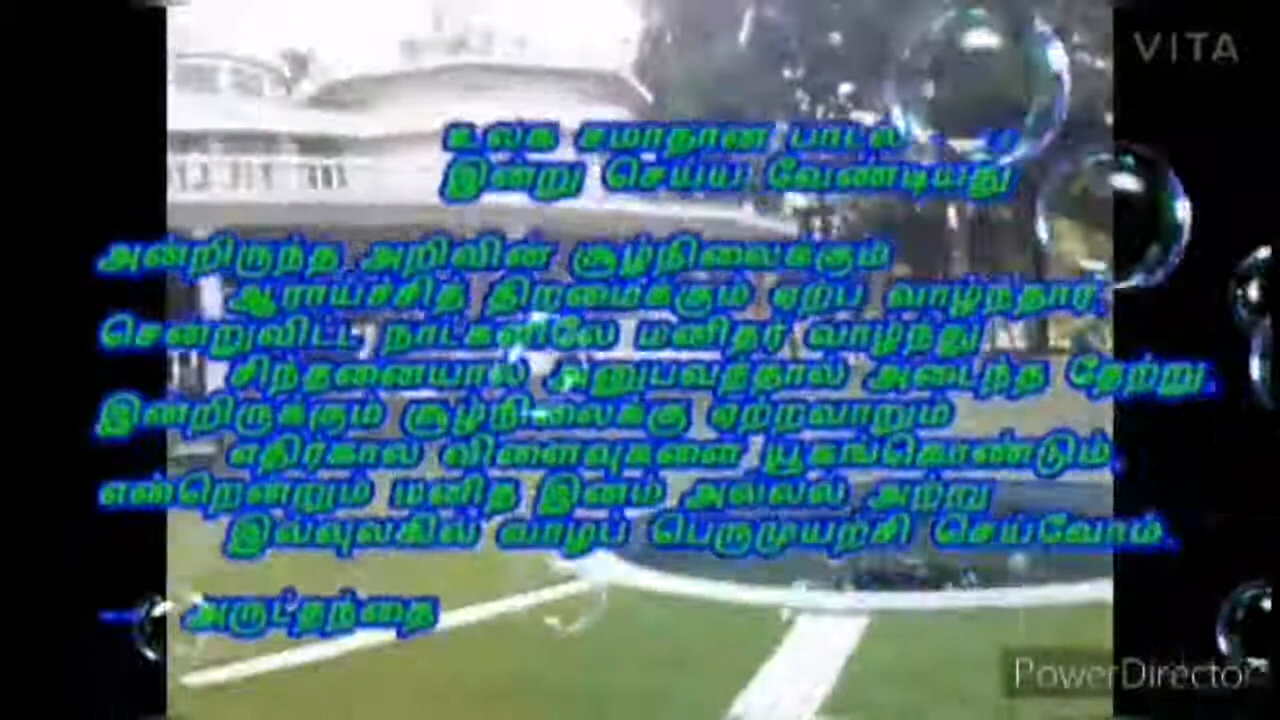 VITA
உலக சமாதான பாடல்
இன்று செய்ய வேண்டியது
அன்றிருந்த அறிவின் சூழ்நிலைக்கும்
ஆராய்ச்சித் திறமைக்கும் ஏற்ப வாழ்ந்தார்,
சென்றுவிட்ட நாட்களிலே மனிதர் வாழ்ந்து
சிந்தனையால் அனுபவத்தால் அடைந்த தேற்று,
இன்றிருக்கும் சூழ்நிலைக்கு ஏற்றவாறும்
எதிர்கால விளைவுகளை யூகங்கொண்டும்,
என்றென்றும் மனித இனம் அல்லல் அற்று
இவ்வுலகில் வாழப் பெருமுயற்சி செய்வோம்.
— அருட்தந்தை
PowerDirector